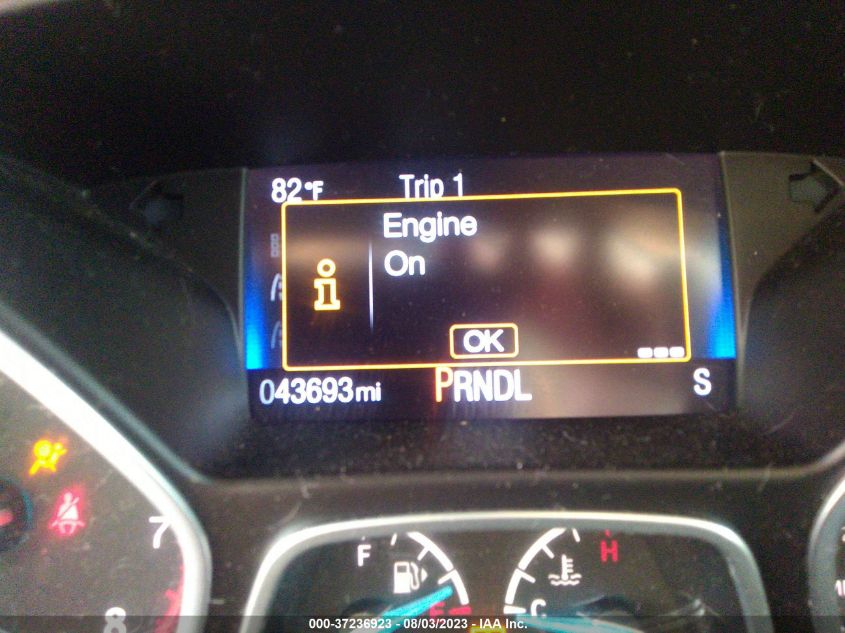 82°F Trip 1
Engine
On
OK
043693mi PRNDL S
7
8
F H
E C
000-37236923 - 08/03/2023 - IAA Inc.